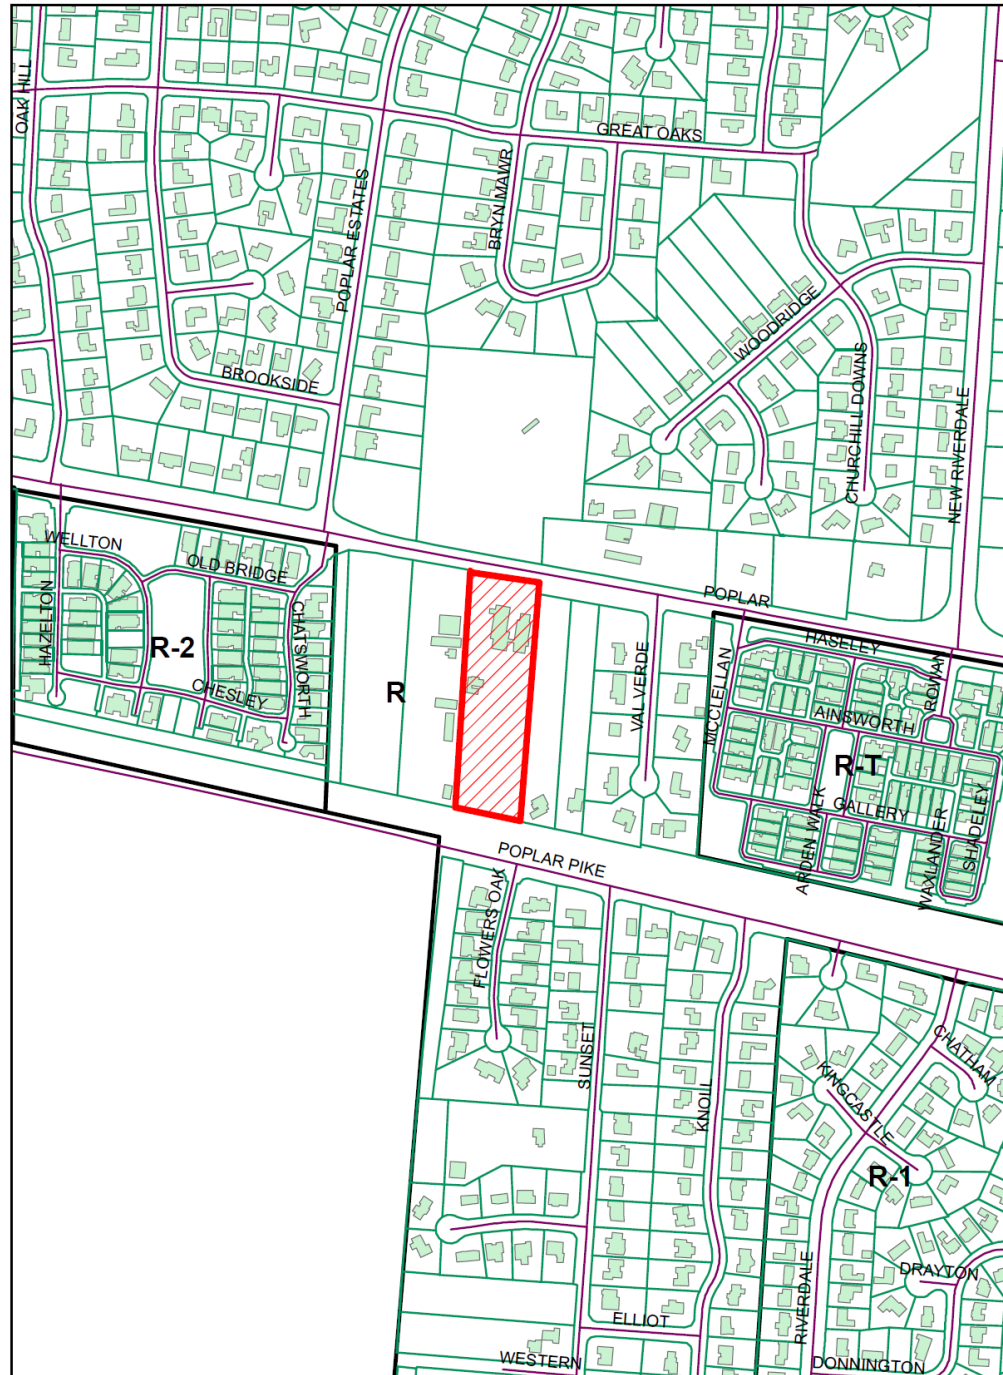 OAK HILL
GREAT OAKS
BRYN MAWR
POPLAR ESTATES
WOODRIDGE
BROOKSIDE
CHURCHILL DOWNS
NEW RIVERDALE
WELLTON
OLD BRIDGE
HAZELTON
R-2
CHATSWORTH
CHESLEY
R
POPLAR
VAL VERDE
MCCLELLAN
HASELEY
ROWAN
AINSWORTH
R-T
GALLERY
ARDEN WALK
WAXLANDER
SHADELEY
POPLAR PIKE
FLOWERS OAK
SUNSET
KNOLL
CHATHAM
KINGCASTLE
R-1
RIVERDALE
DRAYTON
ELLIOT
WESTERN
DONNINGTON